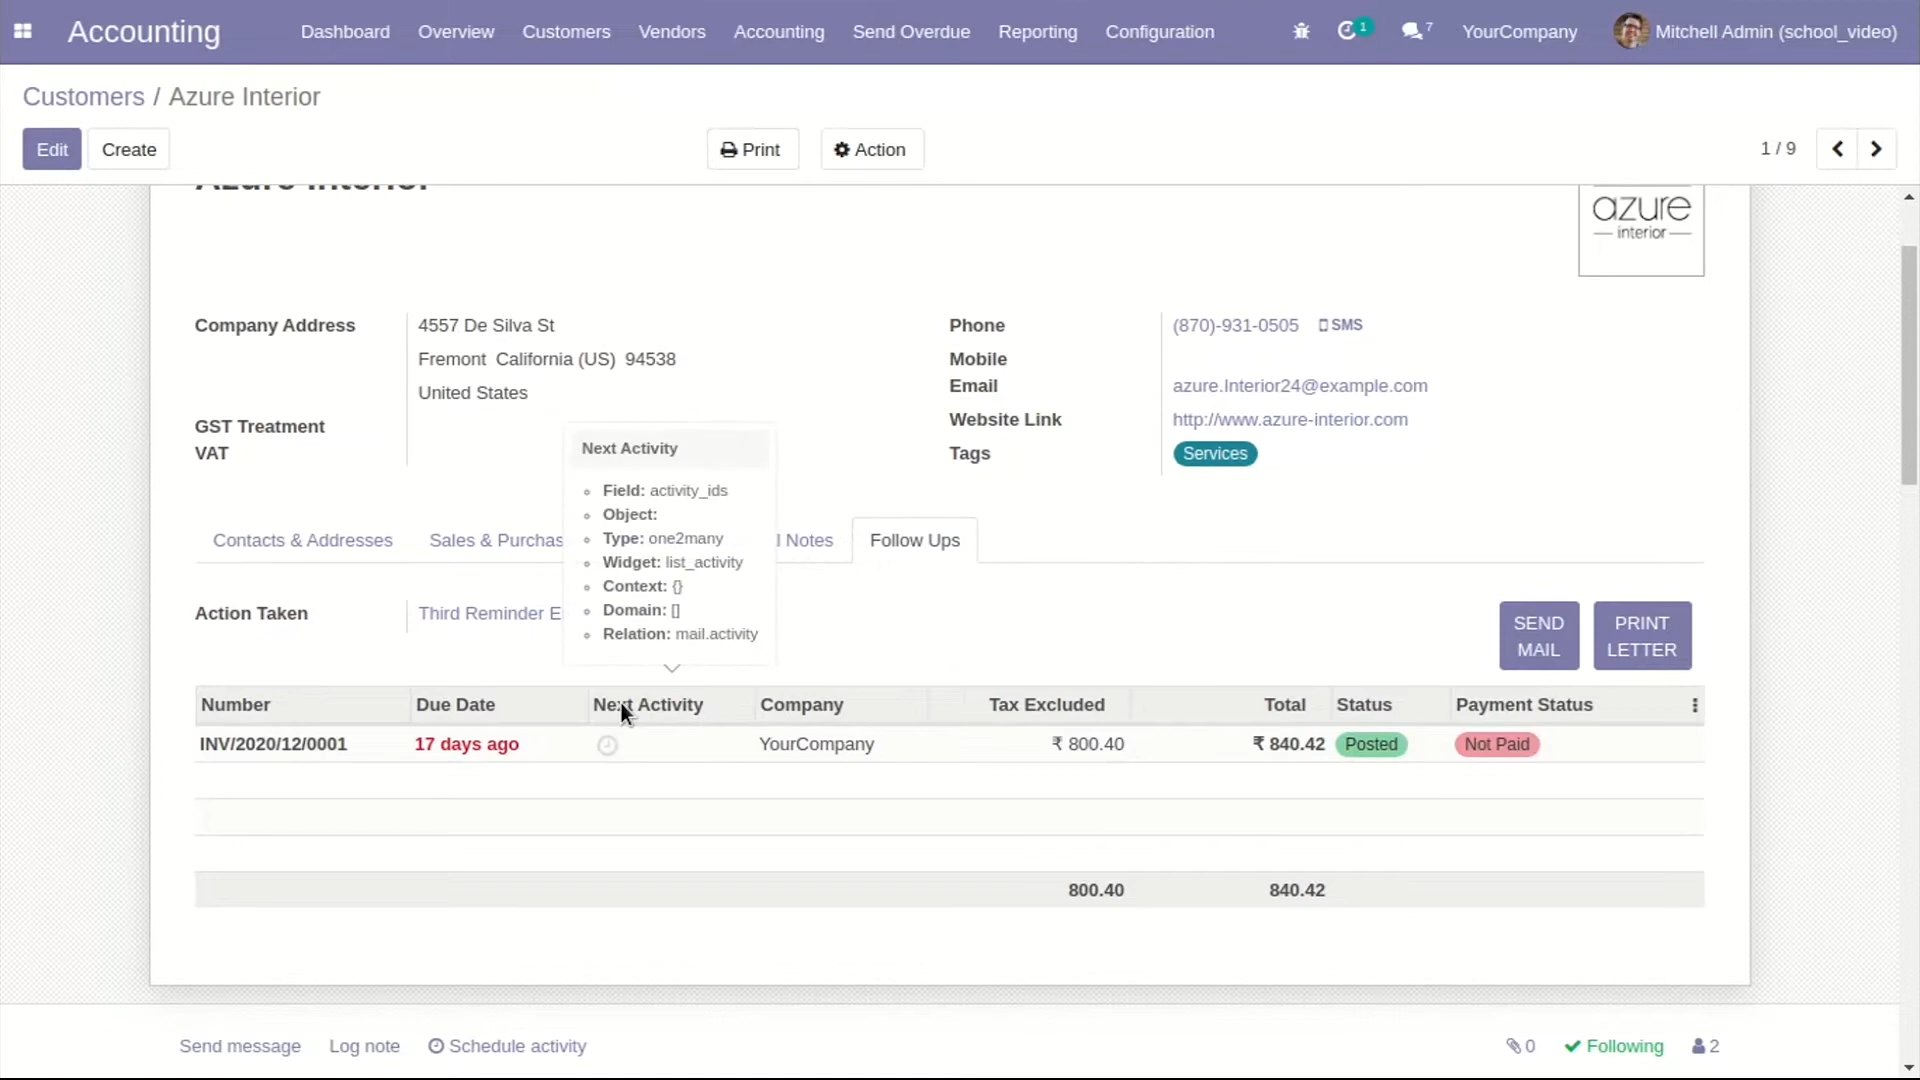 Accounting
Dashboard
Overview
Customers
Vendors
Accounting
Send Overdue
Reporting
Configuration
1
7
YourCompany
Mitchell Admin (school_video)
Customers / Azure Interior
Edit
Create
Print
Action
1 / 9
Azure Interior
azure
interior
Company Address
4557 De Silva St
Fremont California (US) 94538
United States
GST Treatment
VAT
Phone
(870)-931-0505 SMS
Mobile
Email
azure.Interior24@example.com
Website Link
http://www.azure-interior.com
Tags
Services
Next Activity
Field: activity_ids
Object:
Type: one2many
Widget: list_activity
Context: {}
Domain: []
Relation: mail.activity
Contacts & Addresses
Sales & Purchas
l Notes
Follow Ups
Action Taken
Third Reminder E
SEND
MAIL
PRINT
LETTER
Number Due Date Next Activity Company Tax Excluded Total Status Payment Status
INV/2020/12/0001 17 days ago YourCompany ₹ 800.40 ₹ 840.42 Posted Not Paid
800.40 840.42
Send message
Log note
Schedule activity
0
Following
2